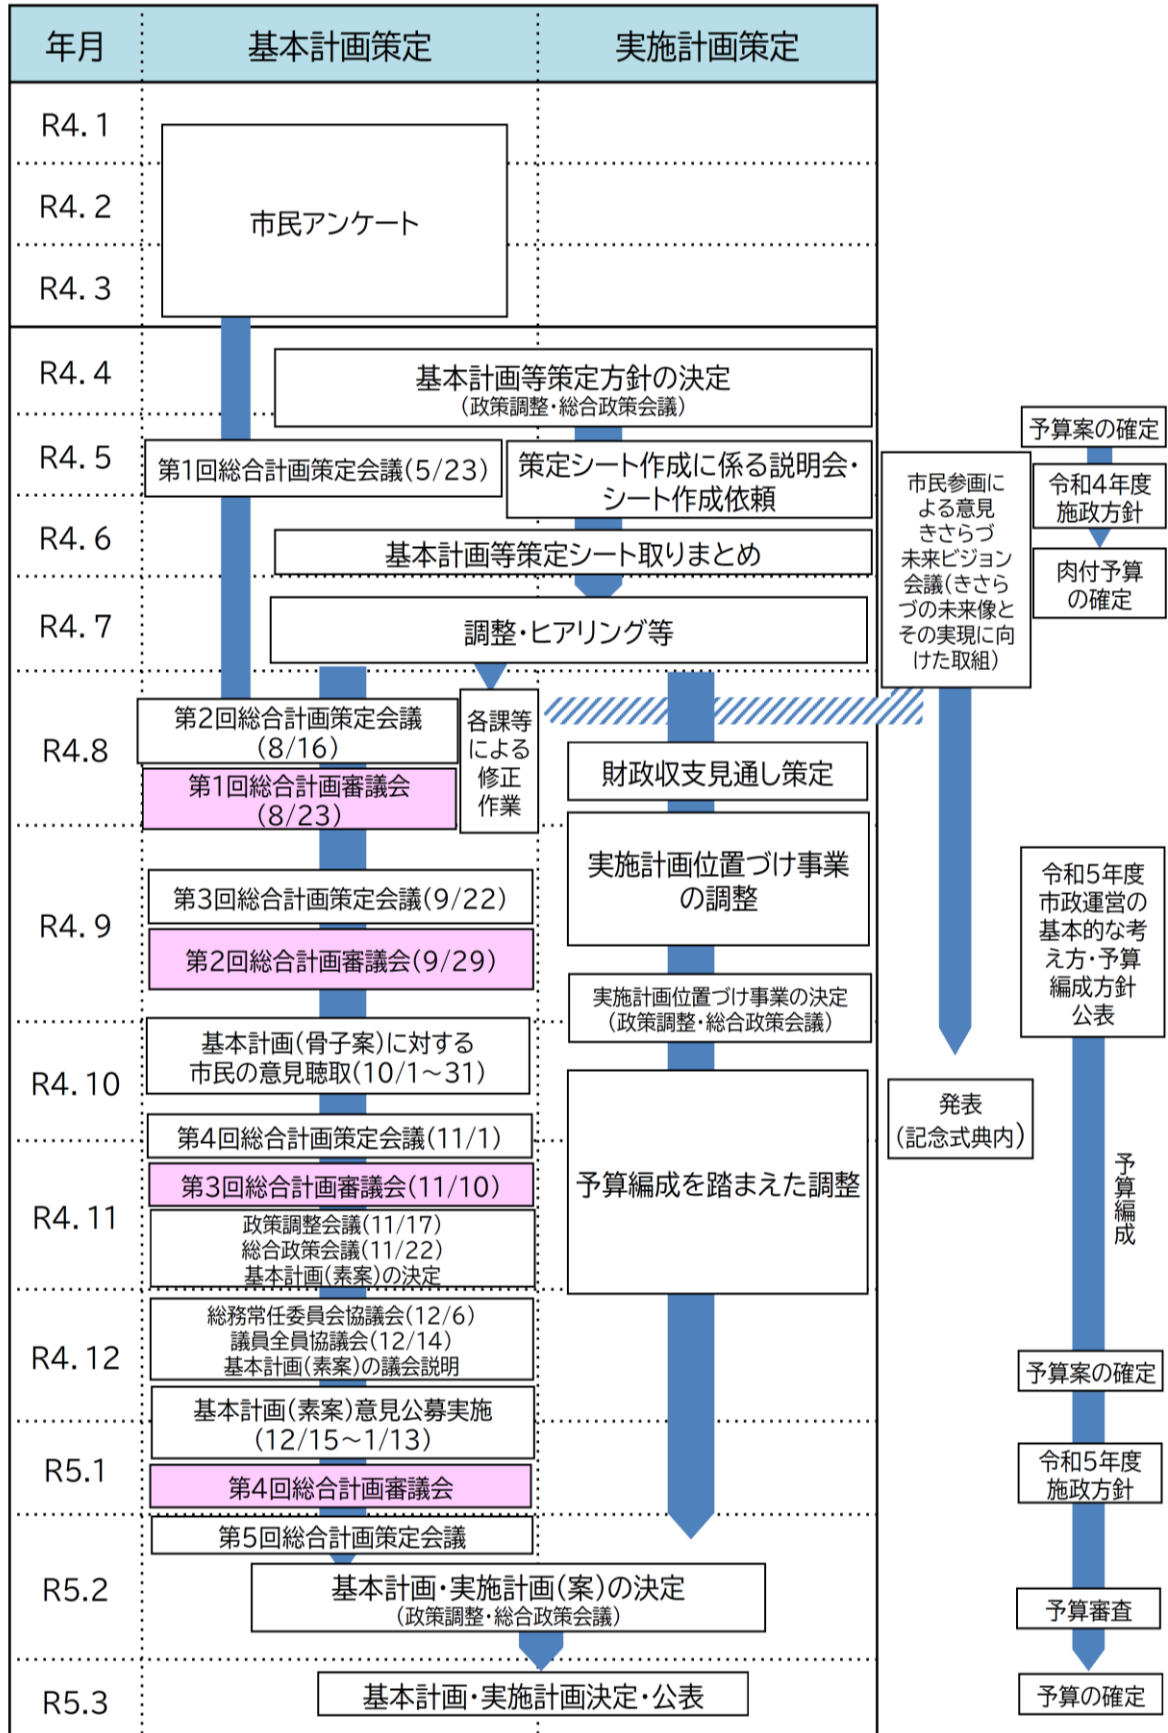 年月
基本計画策定
実施計画策定
R4.1
R4.2
市民アンケート
R4.3
R4.4
基本計画等策定方針の決定
(政策調整・総合政策会議)
R4.5
第1回総合計画策定会議(5/23)
策定シート作成に係る説明会・
シート作成依頼
R4.6
基本計画等策定シート取りまとめ
R4.7
調整・ヒアリング等
R4.8
第2回総合計画策定会議
(8/16)
第1回総合計画審議会
(8/23)
各課等
による
修正
作業
財政収支見通し策定
R4.9
第3回総合計画策定会議(9/22)
第2回総合計画審議会(9/29)
実施計画位置づけ事業
の調整
実施計画位置づけ事業の決定
(政策調整・総合政策会議)
R4.10
基本計画(骨子案)に対する
市民の意見聴取(10/1～31)
第4回総合計画策定会議(11/1)
R4.11
第3回総合計画審議会(11/10)
政策調整会議(11/17)
総合政策会議(11/22)
基本計画(素案)の決定
予算編成を踏まえた調整
R4.12
総務常任委員会協議会(12/6)
議員全員協議会(12/14)
基本計画(素案)の議会説明
基本計画(素案)意見公募実施
(12/15～1/13)
R5.1
第4回総合計画審議会
第5回総合計画策定会議
R5.2
基本計画・実施計画(案)の決定
(政策調整・総合政策会議)
R5.3
基本計画・実施計画決定・公表
市民参画に
よる意見
きさらづ
未来ビジョン
会議(きさら
づの未来像と
その実現に向
けた取組)
発表
(記念式典内)
予算案の確定
令和4年度
施政方針
肉付予算
の確定
令和5年度
市政運営の
基本的な考
え方・予算
編成方針
公表
予算編成
予算案の確定
令和5年度
施政方針
予算審査
予算の確定